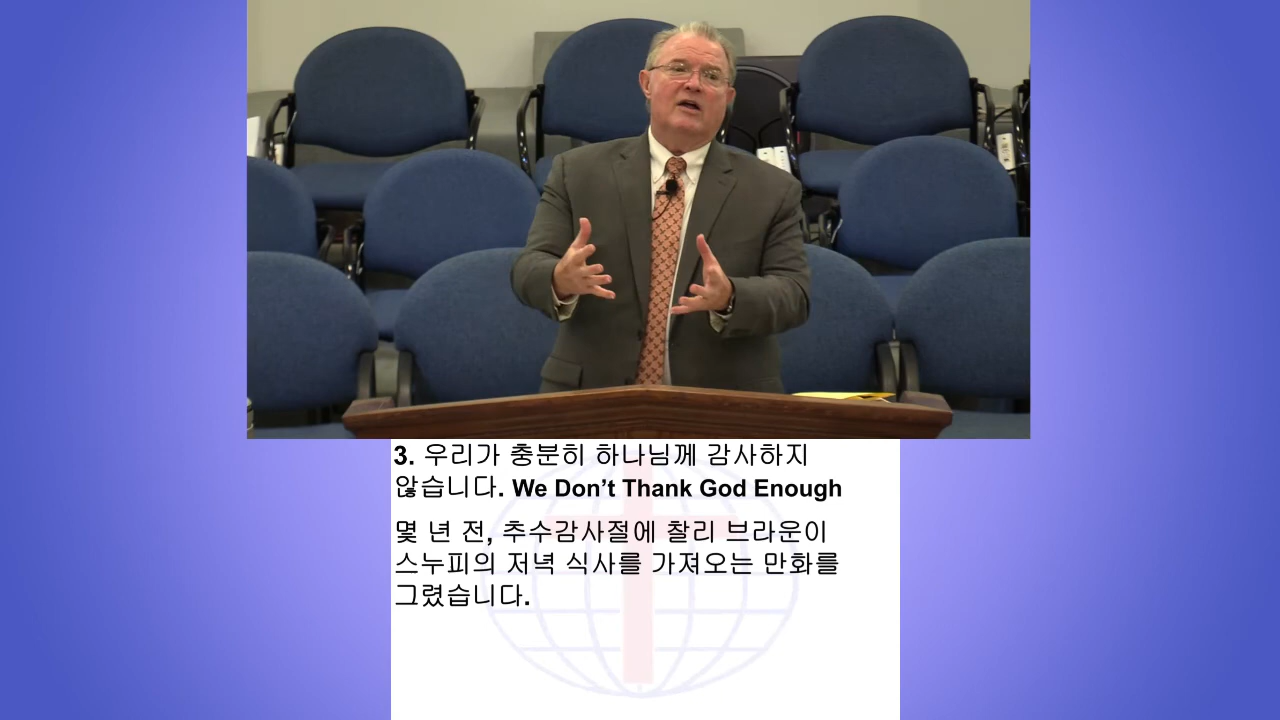 3. 우리가 충분히 하나님께 감사하지
않습니다. We Don’t Thank God Enough
몇 년 전, 추수감사절에 찰리 브라운이
스누피의 저녁 식사를 가져오는 만화를
그렸습니다.